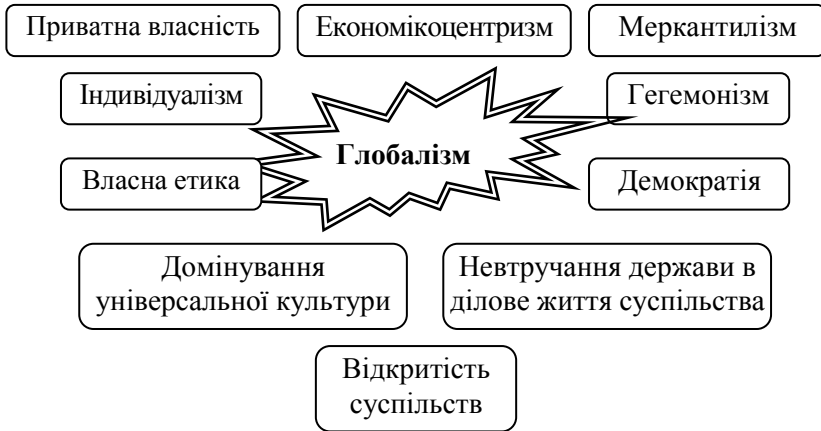 Приватна власність
Економікоцентризм
Меркантилізм
Індивідуалізм
Гегемонізм
Глобалізм
Власна етика
Демократія
Домінування
універсальної культури
Невтручання держави в
ділове життя суспільства
Відкритість
суспільств